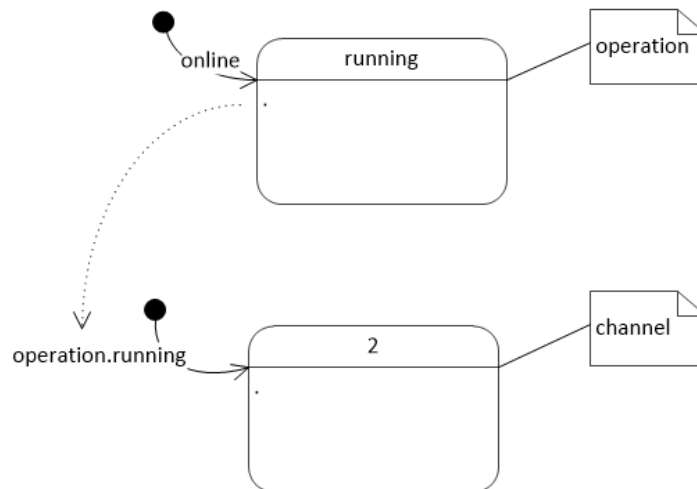 operation
running
online
channel
2
operation.running